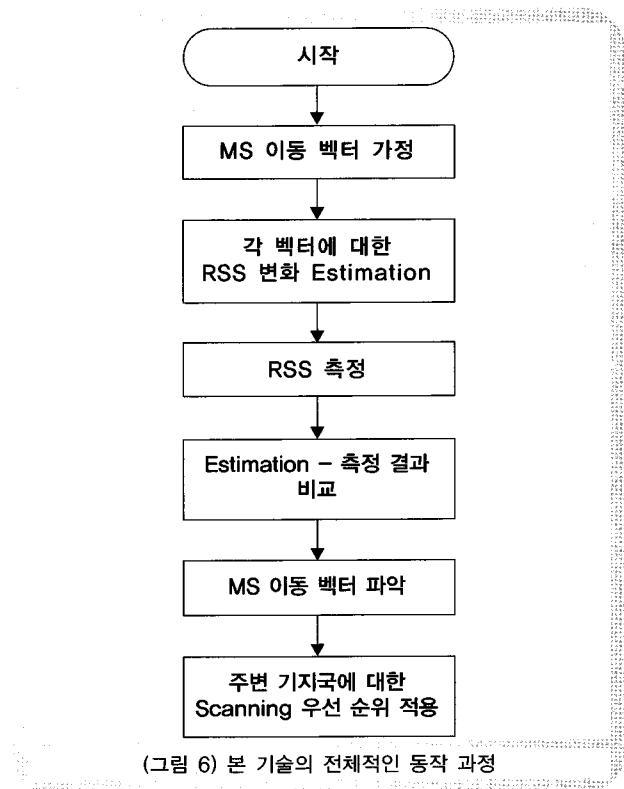 시작
MS 이동 벡터 가정
각 벡터에 대한
RSS 변화 Estimation
RSS 측정
Estimation - 측정 결과
비교
MS 이동 벡터 파악
주변 기지국에 대한
Scanning 우선 순위 적용
(그림 6) 본 기술의 전체적인 동작 과정